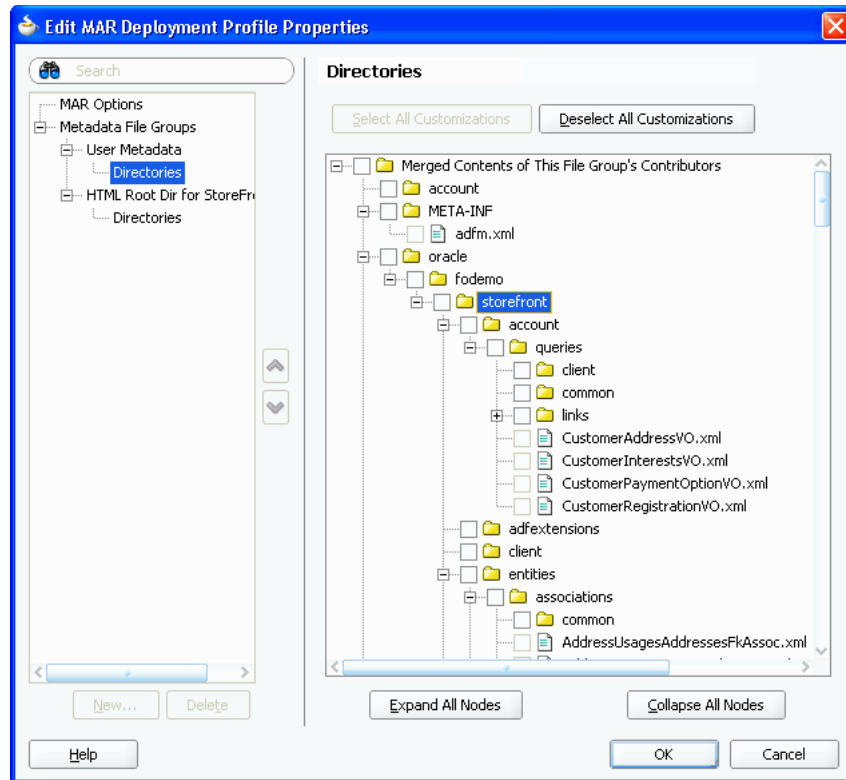 Edit MAR Deployment Profile Properties
Search
MAR Options
Metadata File Groups
User Metadata
Directories
HTML Root Dir for StoreFr
Directories
New...
Delete
Directories
Select All Customizations
Deselect All Customizations
Merged Contents of This File Group's Contributors
account
META-INF
adfm.xml
oracle
fodemo
storefront
account
queries
client
common
links
CustomerAddressVO.xml
CustomerInterestsVO.xml
CustomerPaymentOptionVO.xml
CustomerRegistrationVO.xml
adfextensions
client
entities
associations
common
AddressUsagesAddressesFkAssoc.xml
Expand All Nodes
Collapse All Nodes
Help
OK
Cancel